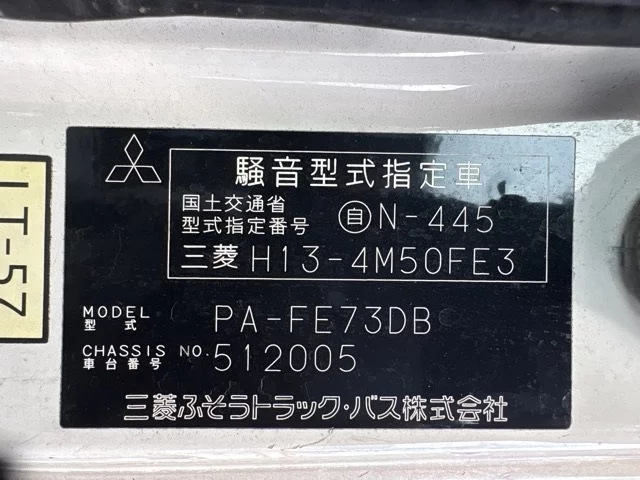 騒音型式指定車
国土交通省
型式指定番号 �/自 N-445
三菱 H13-4M50FE3
MODEL
型式 PA-FE73DB
CHASSIS NO.
車台番号 512005
三菱ふそうトラック・バス株式会社
LT-57